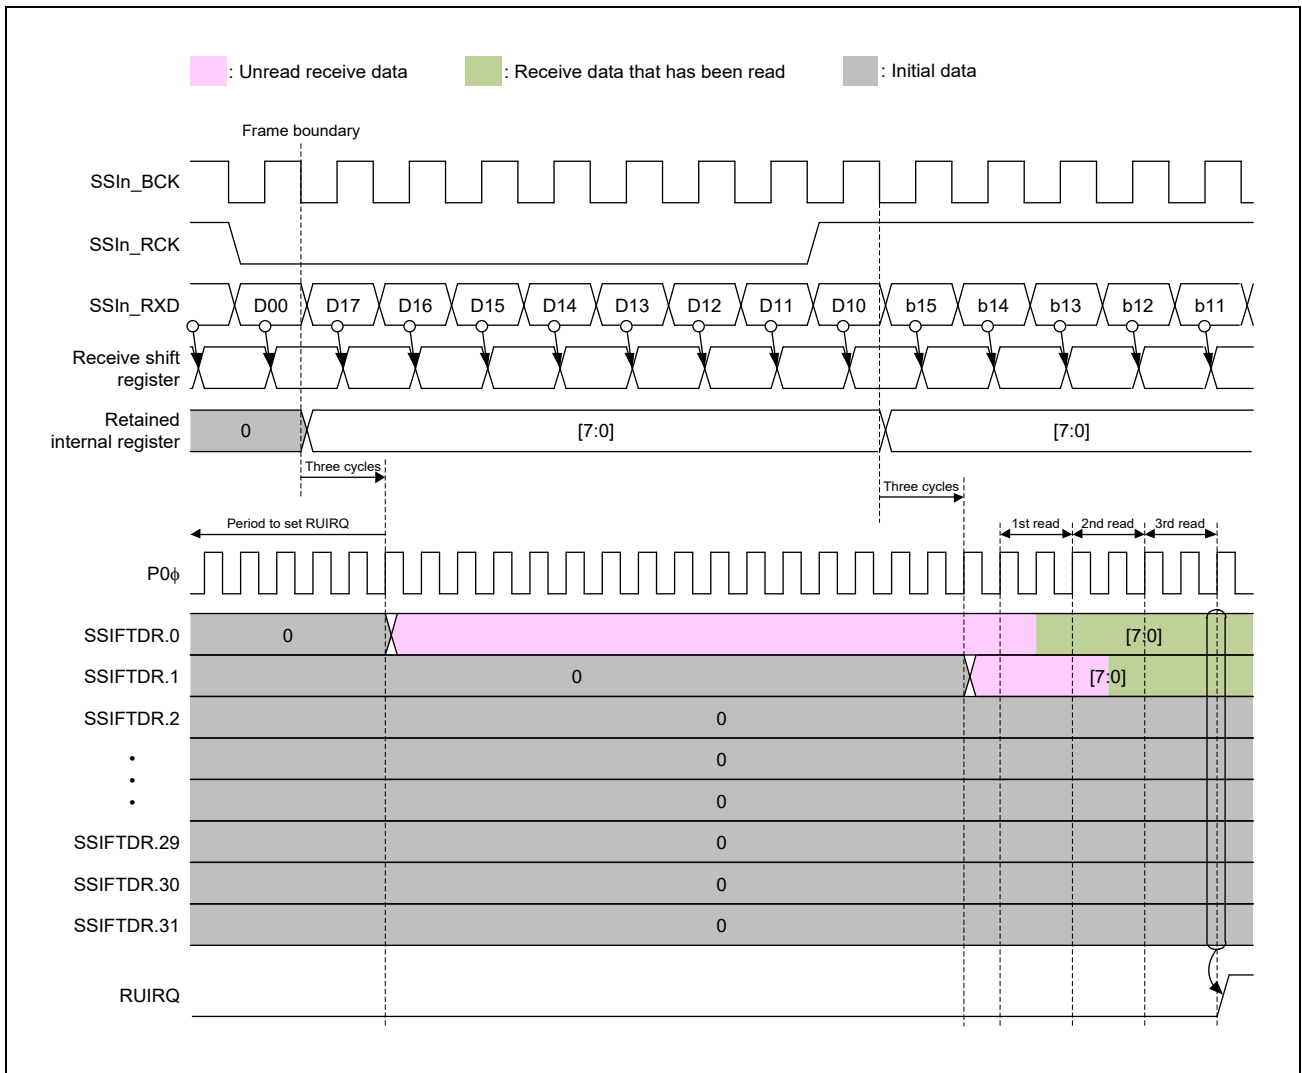 : Unread receive data
: Receive data that has been read
: Initial data
Frame boundary
SSIn_BCK
SSIn_RCK
SSIn_RXD
D00 D17 D16 D15 D14 D13 D12 D11 D10 b15 b14 b13 b12 b11
Receive shift
register
Retained
internal register
0 [7:0] [7:0]
Three cycles
Three cycles
Period to set RUIRQ
1st read 2nd read 3rd read
P0ϕ
SSIFTDR.0 0 [7:0]
SSIFTDR.1 0 [7:0]
SSIFTDR.2 0
0
0
SSIFTDR.29 0
SSIFTDR.30 0
SSIFTDR.31 0
RUIRQ